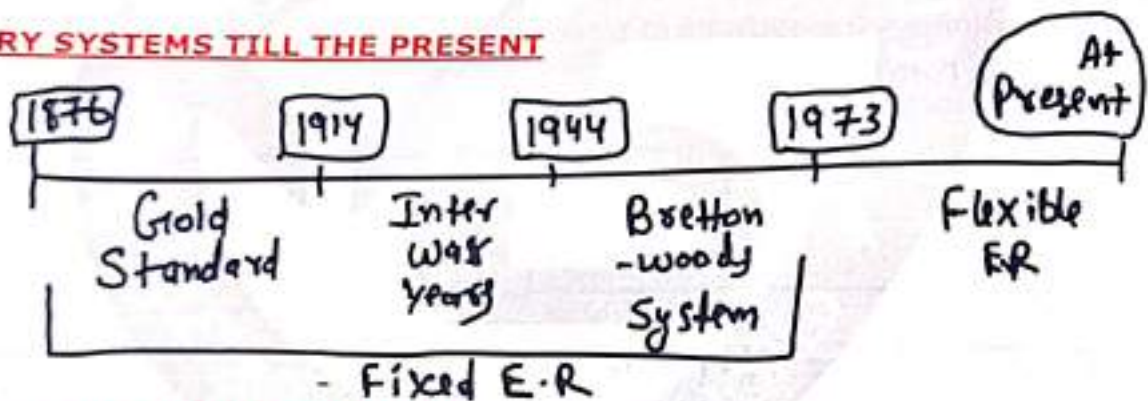 RY SYSTEMS TILL THE PRESENT
1876
1914
1944
1973
At
Present
Gold
Standard
Inter
war
years
Bretton
-woods
System
Flexible
E.R
- Fixed E.R